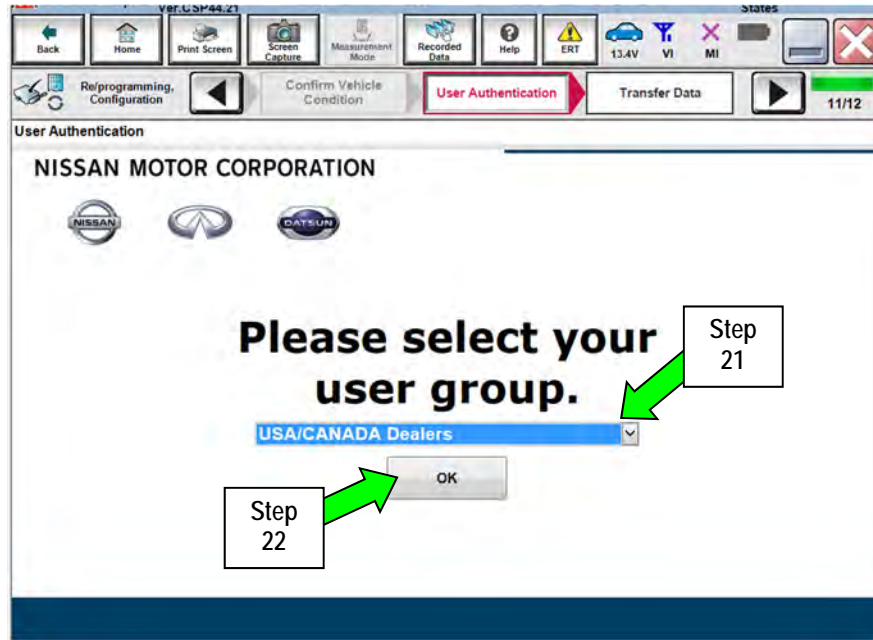 Ver.CSP44.21
States
Back
Home
Print Screen
Screen
Capture
Measurement
Mode
Recorded
Data
Help
ERT
13.4V
VI
MI
Re/programming,
Configuration
Confirm Vehicle
Condition
User Authentication
Transfer Data
11/12
User Authentication
NISSAN MOTOR CORPORATION
NISSAN
DATSUN
Please select your
user group.
Step
21
USA/CANADA Dealers
OK
Step
22